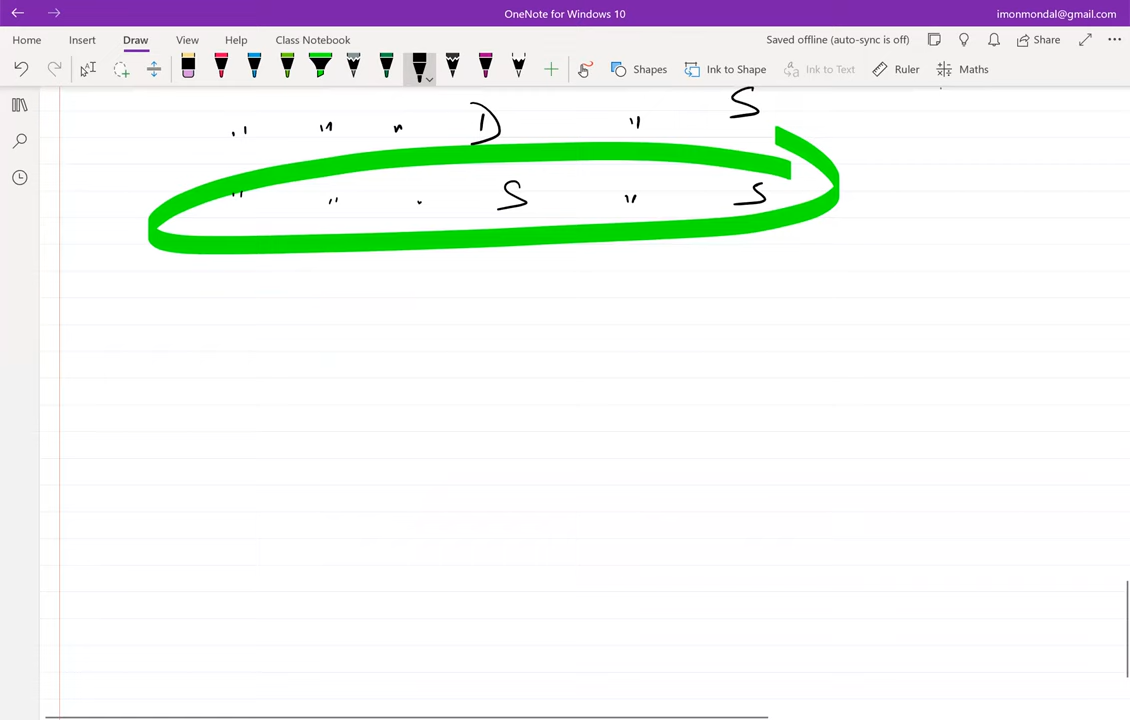 OneNote for Windows 10
imonmondal@gmail.com
Home Insert Draw View Help Class Notebook
Saved offline (auto-sync is off) Share
Shapes Ink to Shape Ink to Text Ruler Maths
" " " D " S
" " " S " S